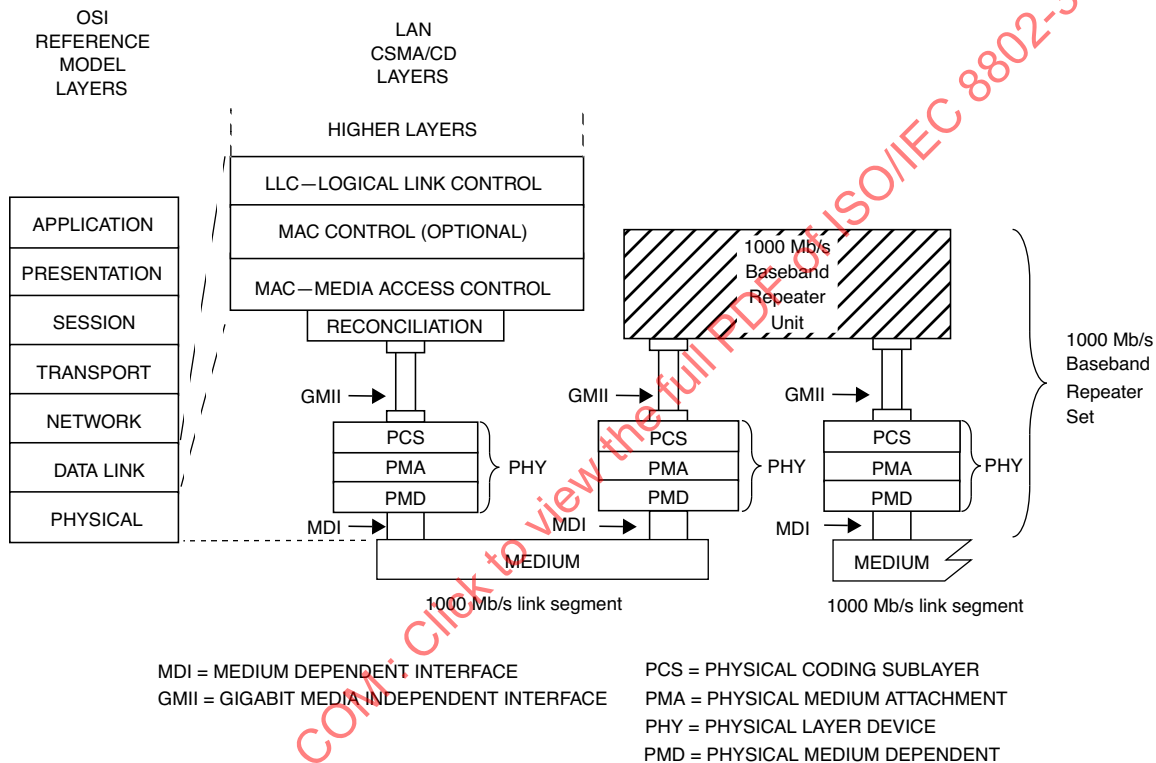 OSI
REFERENCE
MODEL
LAYERS
LAN
CSMA/CD
LAYERS
HIGHER LAYERS
LLC—LOGICAL LINK CONTROL
MAC CONTROL (OPTIONAL)
MAC—MEDIA ACCESS CONTROL
RECONCILIATION
APPLICATION
PRESENTATION
SESSION
TRANSPORT
NETWORK
DATA LINK
PHYSICAL
1000 Mb/s
Baseband
Repeater
Unit
1000 Mb/s
Baseband
Repeater
Set
GMII
GMII
GMII
PCS
PMA
PMD
PHY
PCS
PMA
PMD
PHY
PCS
PMA
PMD
PHY
MDI
MDI
MDI
MEDIUM
MEDIUM
1000 Mb/s link segment
1000 Mb/s link segment
MDI = MEDIUM DEPENDENT INTERFACE
GMII = GIGABIT MEDIA INDEPENDENT INTERFACE
PCS = PHYSICAL CODING SUBLAYER
PMA = PHYSICAL MEDIUM ATTACHMENT
PHY = PHYSICAL LAYER DEVICE
PMD = PHYSICAL MEDIUM DEPENDENT
COM : Click to view the full PDF of ISO/IEC 8802-3